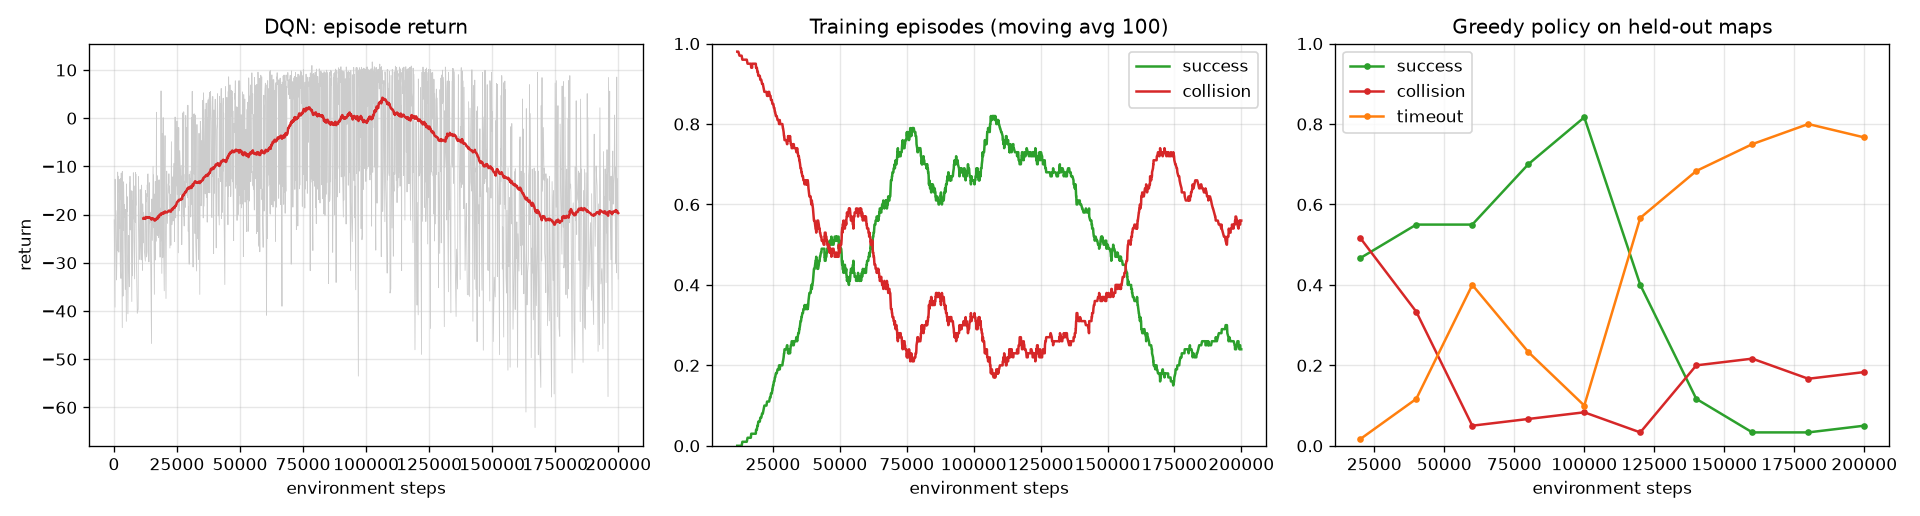 DQN: episode return
10
0
−10
−20
−30
−40
−50
−60
return
0 25000 50000 75000 100000 125000 150000 175000 200000
environment steps
Training episodes (moving avg 100)
success
collision
1.0
0.8
0.6
0.4
0.2
0.0
25000 50000 75000 100000 125000 150000 175000 200000
environment steps
Greedy policy on held-out maps
success
collision
timeout
1.0
0.8
0.6
0.4
0.2
0.0
25000 50000 75000 100000 125000 150000 175000 200000
environment steps